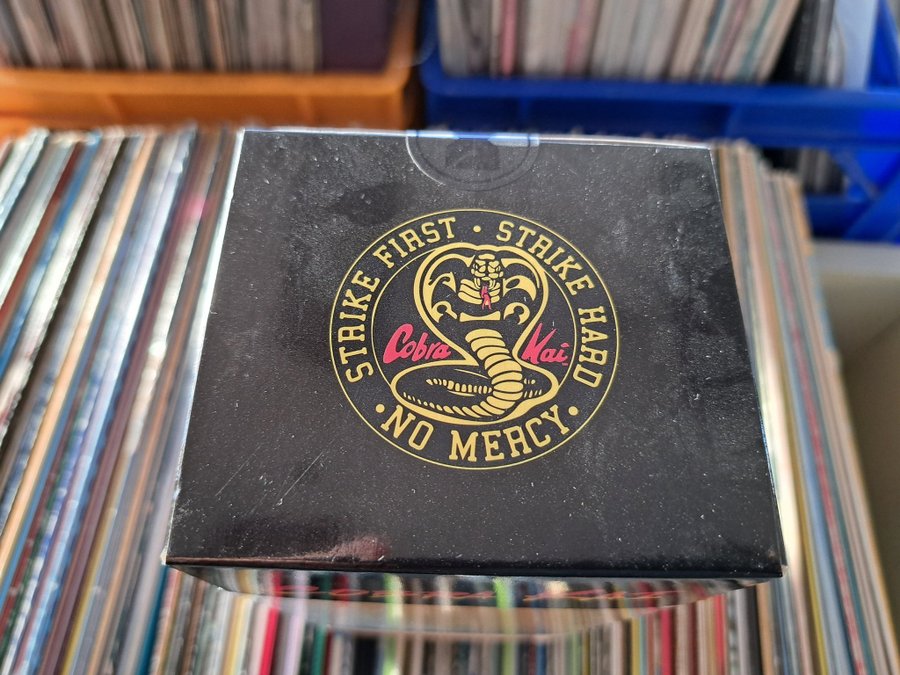 STRIKE FIRST · STRIKE HARD
· NO MERCY ·
Cobra Kai